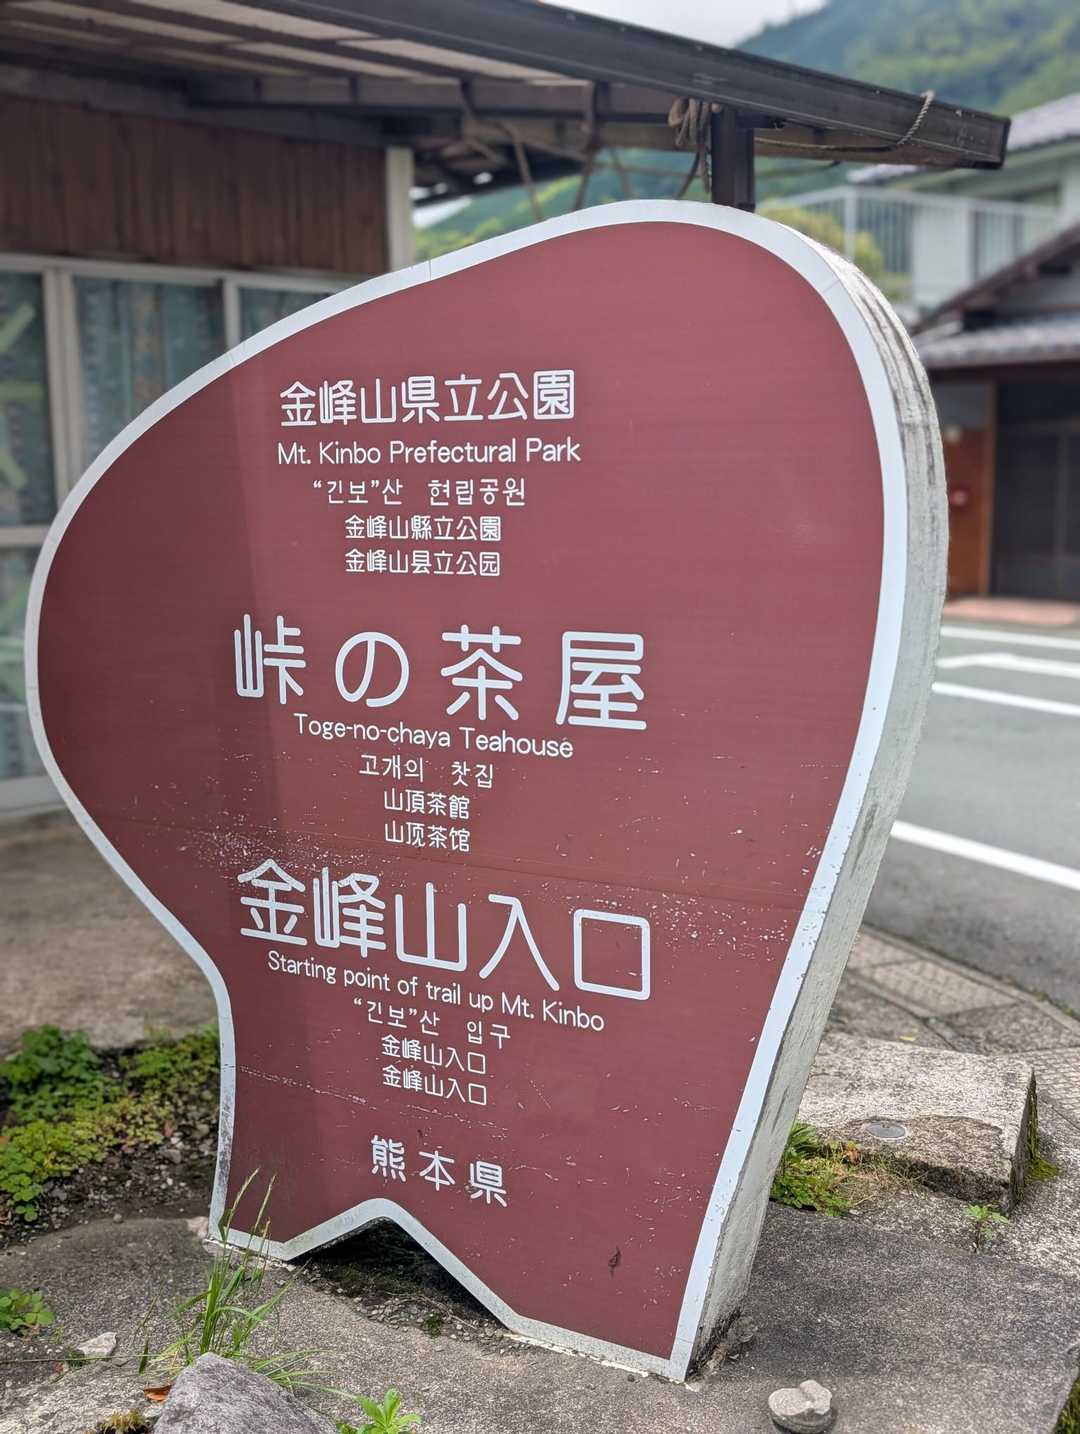 金峰山県立公園
Mt. Kinbo Prefectural Park
“긴보”산 현립공원
金峰山縣立公園
金峰山县立公园
峠の茶屋
Toge-no-chaya Teahouse
고개의 찻집
山頂茶館
山顶茶馆
金峰山入口
Starting point of trail up Mt. Kinbo
“긴보”산 입구
金峰山入口
金峰山入口
熊本県